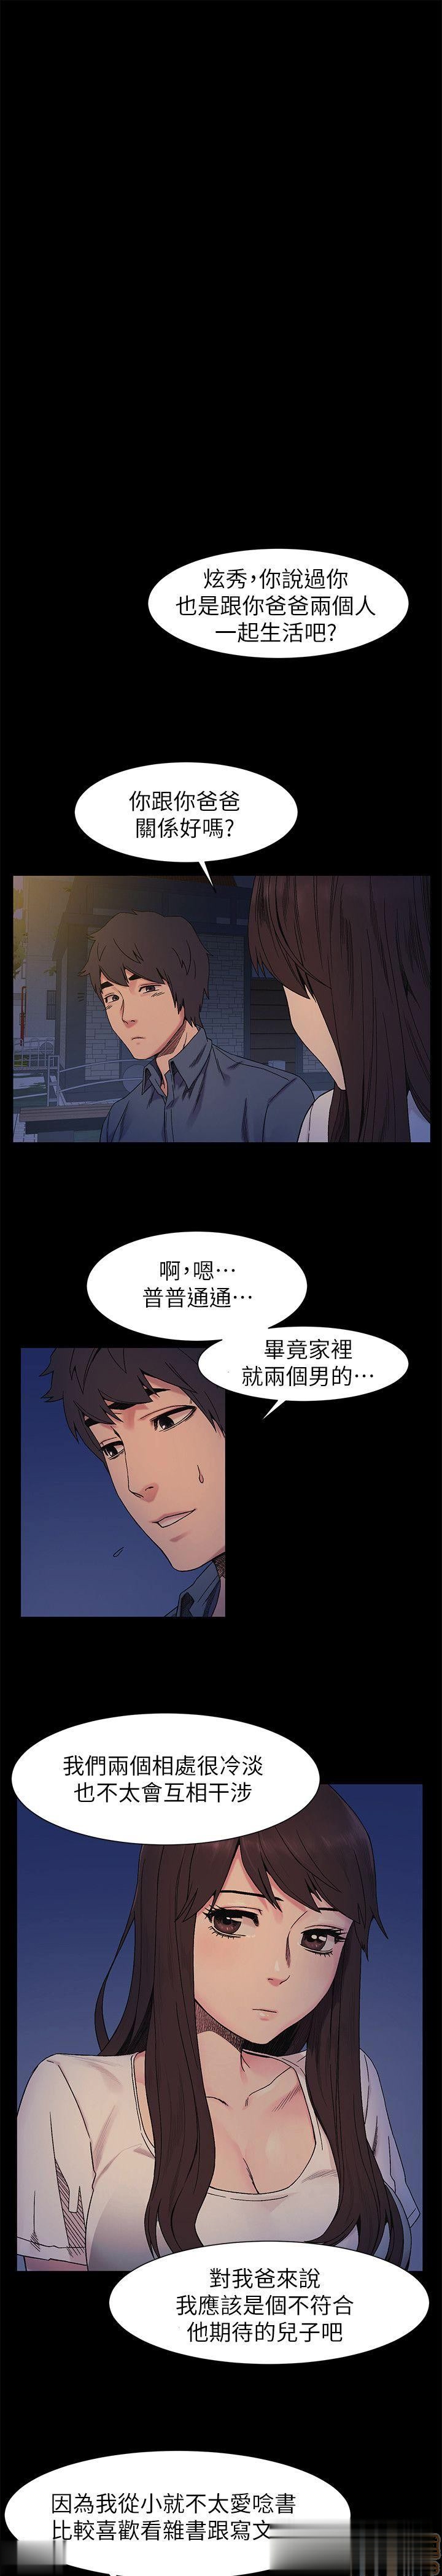 炫秀，你說過你
也是跟你爸爸兩個人
一起生活吧？
你跟你爸爸
關係好嗎？
啊，嗯⋯
普普通通⋯
畢竟家裡
就兩個男的⋯
我們兩個相處很冷淡
也不太會互相干涉
對我爸來說
我應該是個不符合
他期待的兒子吧
因為我從小就不太愛唸書
比較喜歡看雜書跟寫文